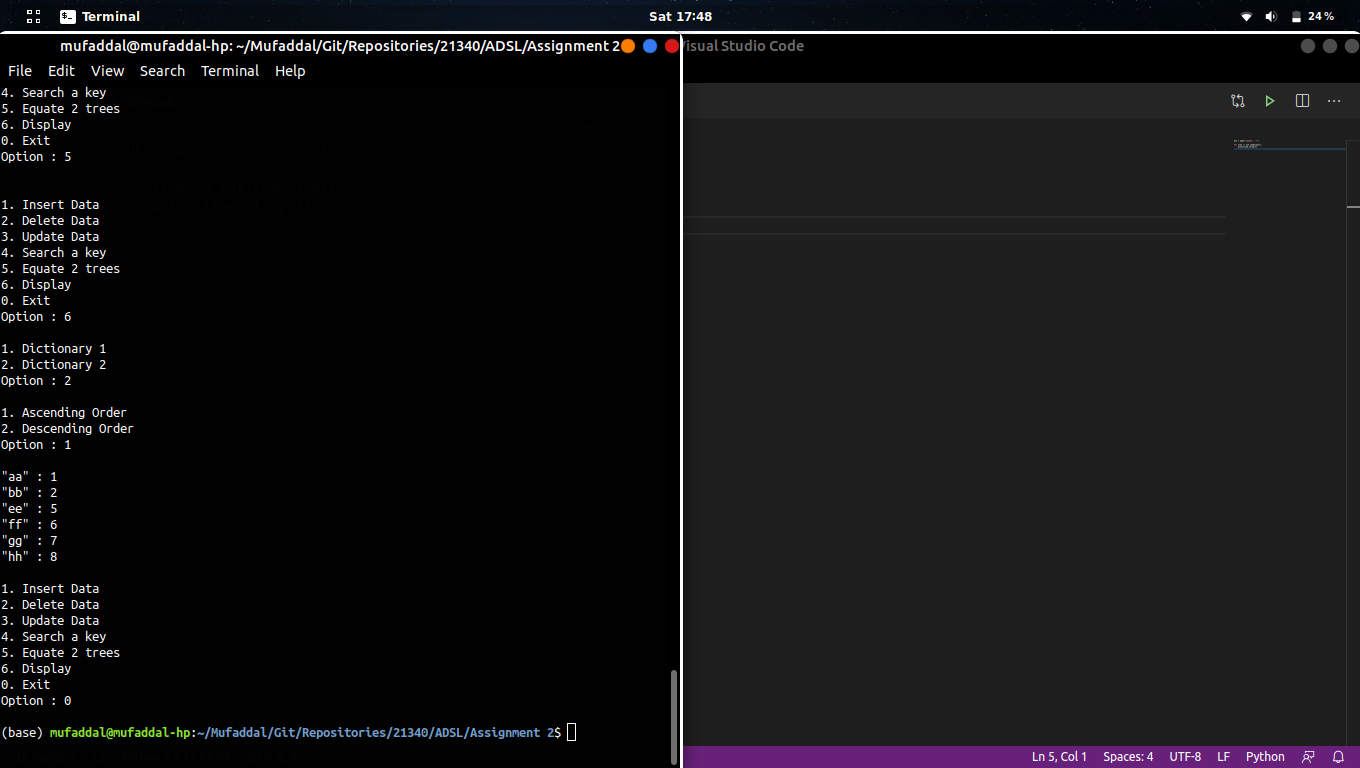 Terminal
Sat 17:48
24 %
mufaddal@mufaddal-hp: ~/Mufaddal/Git/Repositories/21340/ADSL/Assignment 2
Visual Studio Code
File Edit View Search Terminal Help
4. Search a key
5. Equate 2 trees
6. Display
0. Exit
Option : 5
1. Insert Data
2. Delete Data
3. Update Data
4. Search a key
5. Equate 2 trees
6. Display
0. Exit
Option : 6
1. Dictionary 1
2. Dictionary 2
Option : 2
1. Ascending Order
2. Descending Order
Option : 1
"aa" : 1
"bb" : 2
"ee" : 5
"ff" : 6
"gg" : 7
"hh" : 8
1. Insert Data
2. Delete Data
3. Update Data
4. Search a key
5. Equate 2 trees
6. Display
0. Exit
Option : 0
(base) mufaddal@mufaddal-hp:~/Mufaddal/Git/Repositories/21340/ADSL/Assignment 2$
Ln 5, Col 1 Spaces: 4 UTF-8 LF Python